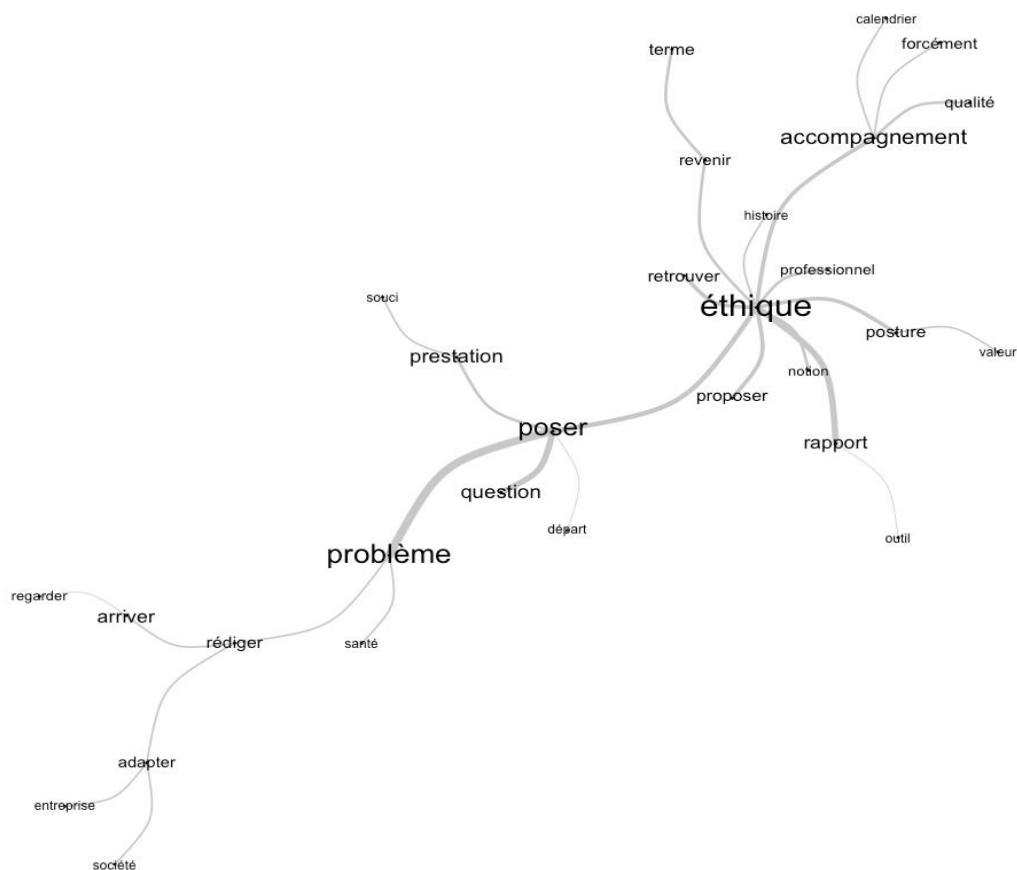 calendrier
forcément
terme
qualité
accompagnement
revenir
histoire
professionnel
retrouver
souci
éthique
posture
valeur
prestation
notion
proposer
poser
rapport
question
départ
outil
problème
regarder
arriver
rédiger
santé
adapter
entreprise
société